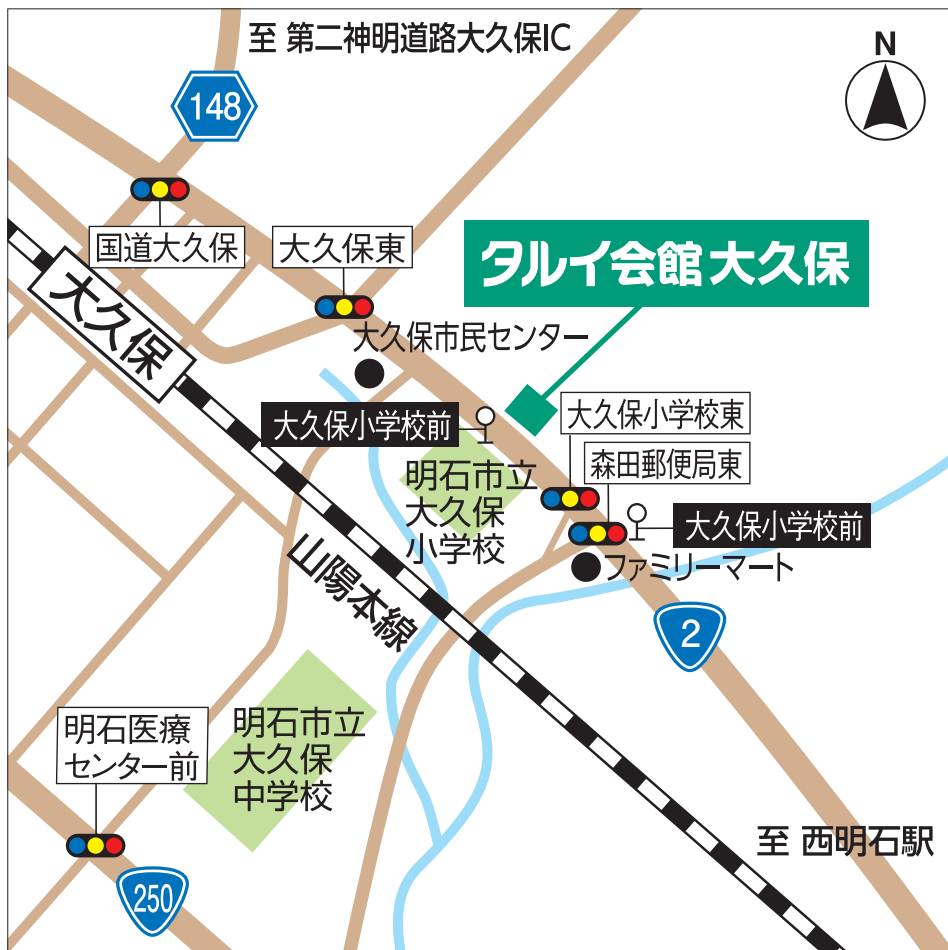 至 第二神明道路大久保IC
N
148
国道大久保
大久保東
タルイ会館 大久保
大久保
大久保市民センター
大久保小学校前
大久保小学校東
森田郵便局東
明石市立
大久保
小学校
大久保小学校前
ファミリーマート
山陽本線
2
明石医療
センター前
明石市立
大久保
中学校
至 西明石駅
250